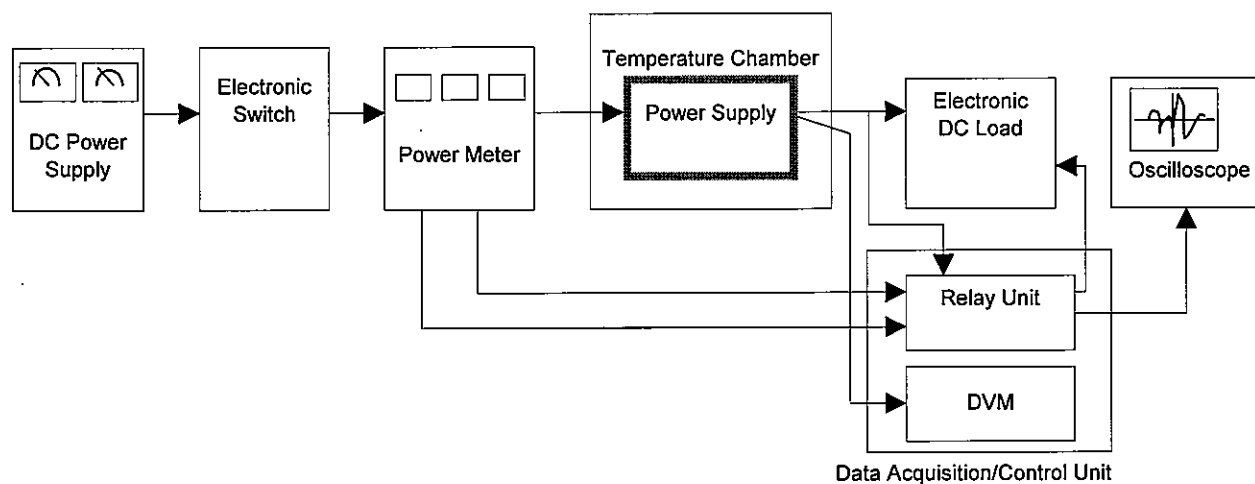 DC Power
Supply
Electronic
Switch
Power Meter
Temperature Chamber
Power Supply
Electronic
DC Load
Oscilloscope
Relay Unit
DVM
Data Acquisition/Control Unit